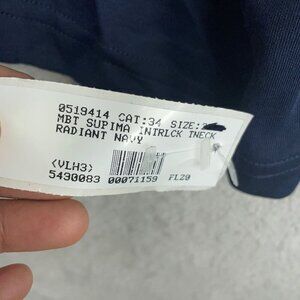 0519414 CAT:34 SIZE:
MBT SUPIMA INTRLCK TNECK
RADIANT NAVY
(VLH3)
5430083 00071159 FL29